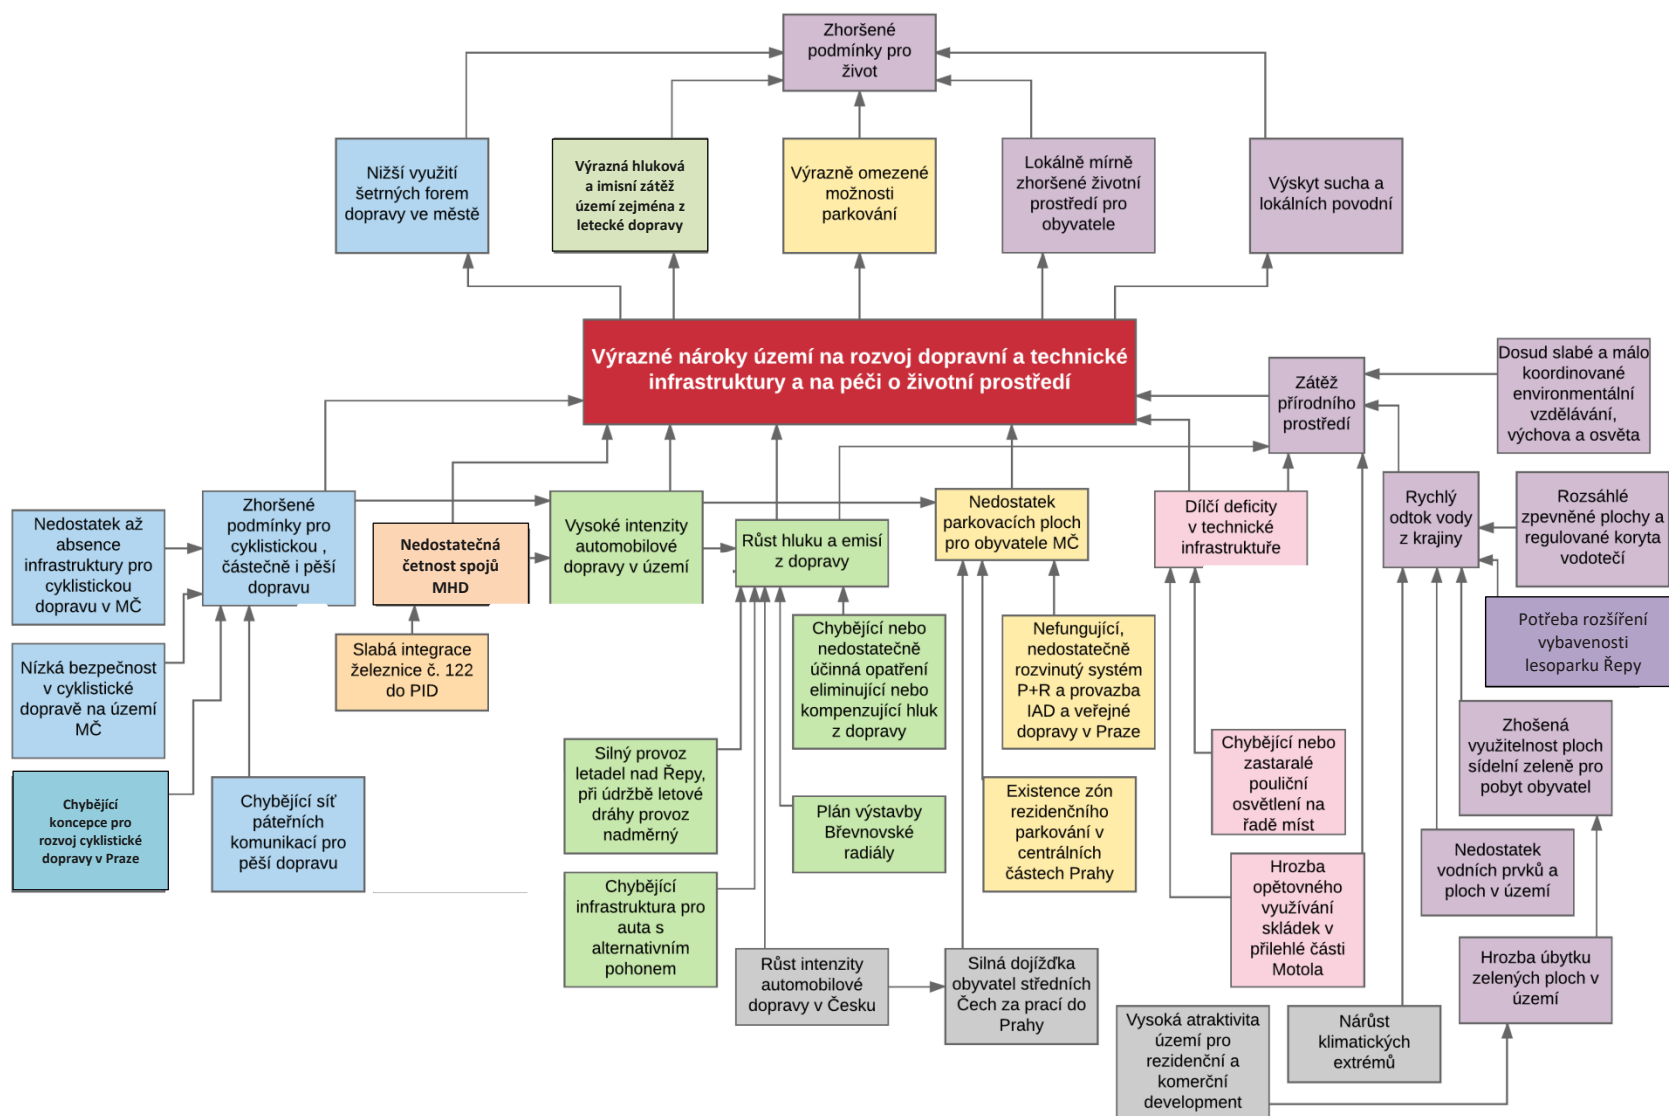 Zhoršené
podmínky pro
život
Nižší využití
šetrných forem
dopravy ve městě
Výrazná hluková
a imisní zátěž
území zejména z
letecké dopravy
Výrazně omezené
možnosti
parkování
Lokálně mírně
zhoršené životní
prostředí pro
obyvatele
Výskyt sucha a
lokálních povodní
Výrazné nároky území na rozvoj dopravní a technické
infrastruktury a na péči o životní prostředí
Zátěž
přírodního
prostředí
Dosud slabé a málo
koordinované
environmentální
vzdělávání,
výchova a osvěta
Nedostatek až
absence
infrastruktury pro
cyklistickou
dopravu v MČ
Zhoršené
podmínky pro
cyklistickou ,
částečně i pěší
dopravu
Nedostatečná
četnost spojů
MHD
Vysoké intenzity
automobilové
dopravy v území
Růst hluku a emisí
z dopravy
Nedostatek
parkovacích ploch
pro obyvatele MČ
Dílčí deficity
v technické
infrastruktuře
Rychlý
odtok vody
z krajiny
Rozsáhlé
zpevněné plochy a
regulované koryta
vodotečí
Potřeba rozšíření
vybavenosti
lesoparku Řepy
Nízká bezpečnost
v cyklistické
dopravě na území
MČ
Slabá integrace
železnice č. 122
do PID
Chybějící nebo
nedostatečně
účinná opatření
eliminující nebo
kompenzující hluk
z dopravy
Nefungující,
nedostatečně
rozvinutý systém
P+R a provazba
IAD a veřejné
dopravy v Praze
Zhošená
využitelnost ploch
sídelní zeleně pro
pobyt obyvatel
Chybějící
koncepce pro
rozvoj cyklistické
dopravy v Praze
Chybějící síť
páteřních
komunikací pro
pěší dopravu
Silný provoz
letadel nad Řepy,
při údržbě letové
dráhy provoz
nadměrný
Plán výstavby
Břevnovské
radiály
Existence zón
rezidenčního
parkování v
centrálních
částech Prahy
Chybějící nebo
zastaralé
pouliční
osvětlení na
řadě míst
Nedostatek
vodních prvků a
ploch v území
Chybějící
infrastruktura pro
auta s
alternativním
pohonem
Hrozba
opětovného
využívání
skládek v
přilehlé části
Motola
Růst intenzity
automobilové
dopravy v Česku
Silná dojížďka
obyvatel středních
Čech za prací do
Prahy
Hrozba úbytku
zelených ploch v
území
Vysoká atraktivita
území pro
rezidenční a
komerční
development
Nárůst
klimatických
extrémů